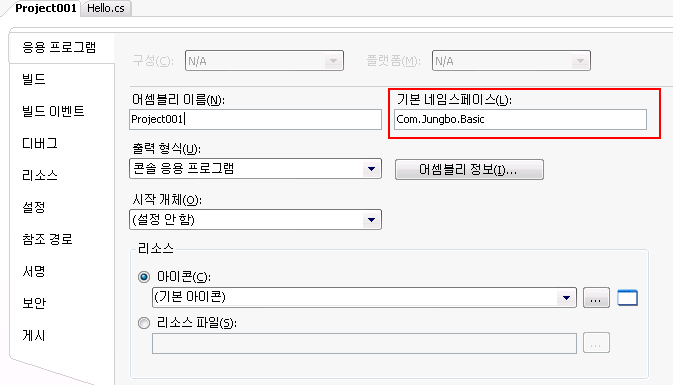 Project001 Hello.cs
응용 프로그램
빌드
빌드 이벤트
디버그
리소스
설정
참조 경로
서명
보안
게시
구성(C): N/A 플랫폼(M): N/A
어셈블리 이름(N): 기본 네임스페이스(L):
Project001 Com.Jungbo.Basic
출력 형식(U):
콘솔 응용 프로그램 어셈블리 정보(I)...
시작 개체(O):
(설정 안 함)
리소스
아이콘(C):
(기본 아이콘) ...
리소스 파일(S):
...